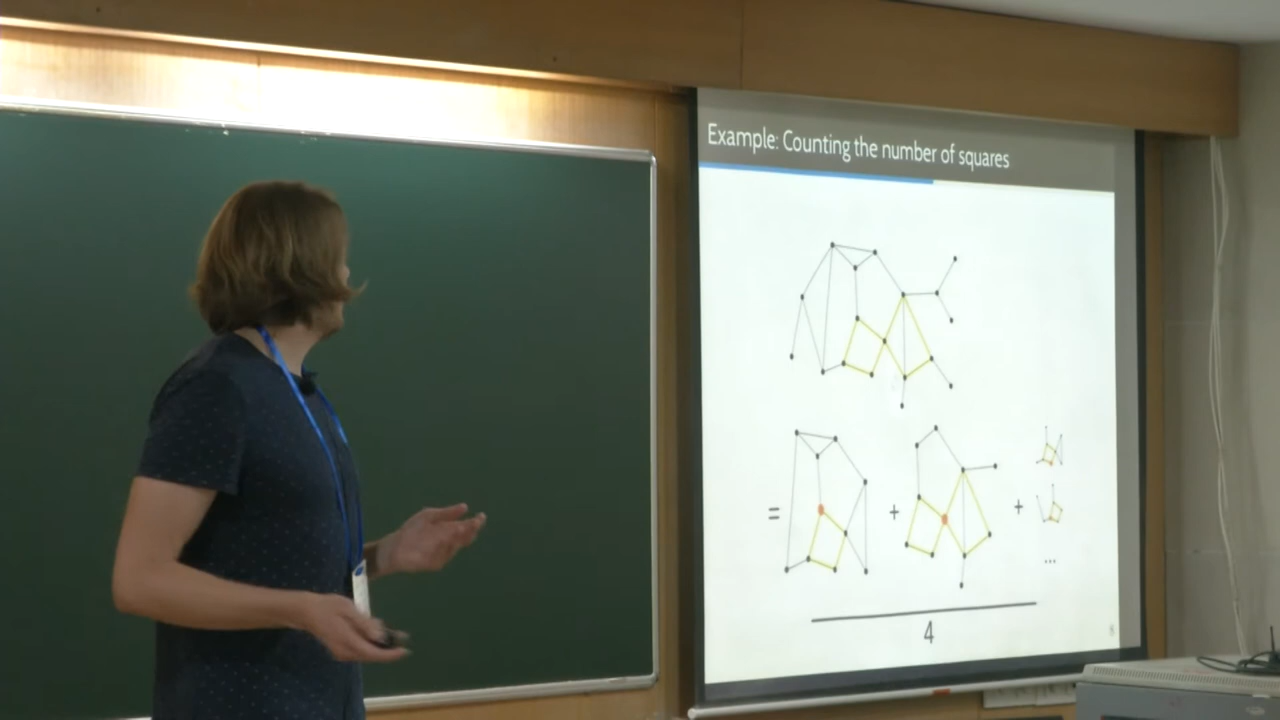 Example: Counting the number of squares
= + +
...
4